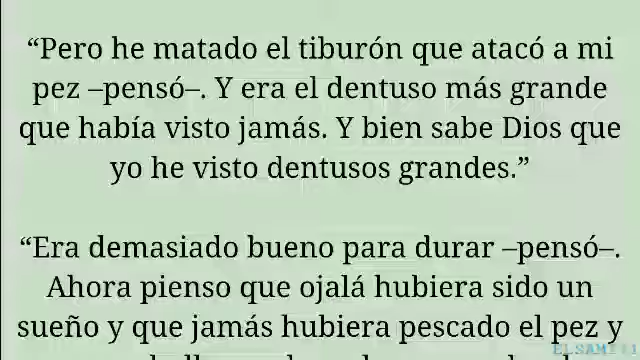 “Pero he matado el tiburón que atacó a mi
pez –pensó–. Y era el dentuso más grande
que había visto jamás. Y bien sabe Dios que
yo he visto dentusos grandes.”
“Era demasiado bueno para durar –pensó–.
Ahora pienso que ojalá hubiera sido un
sueño y que jamás hubiera pescado el pez y